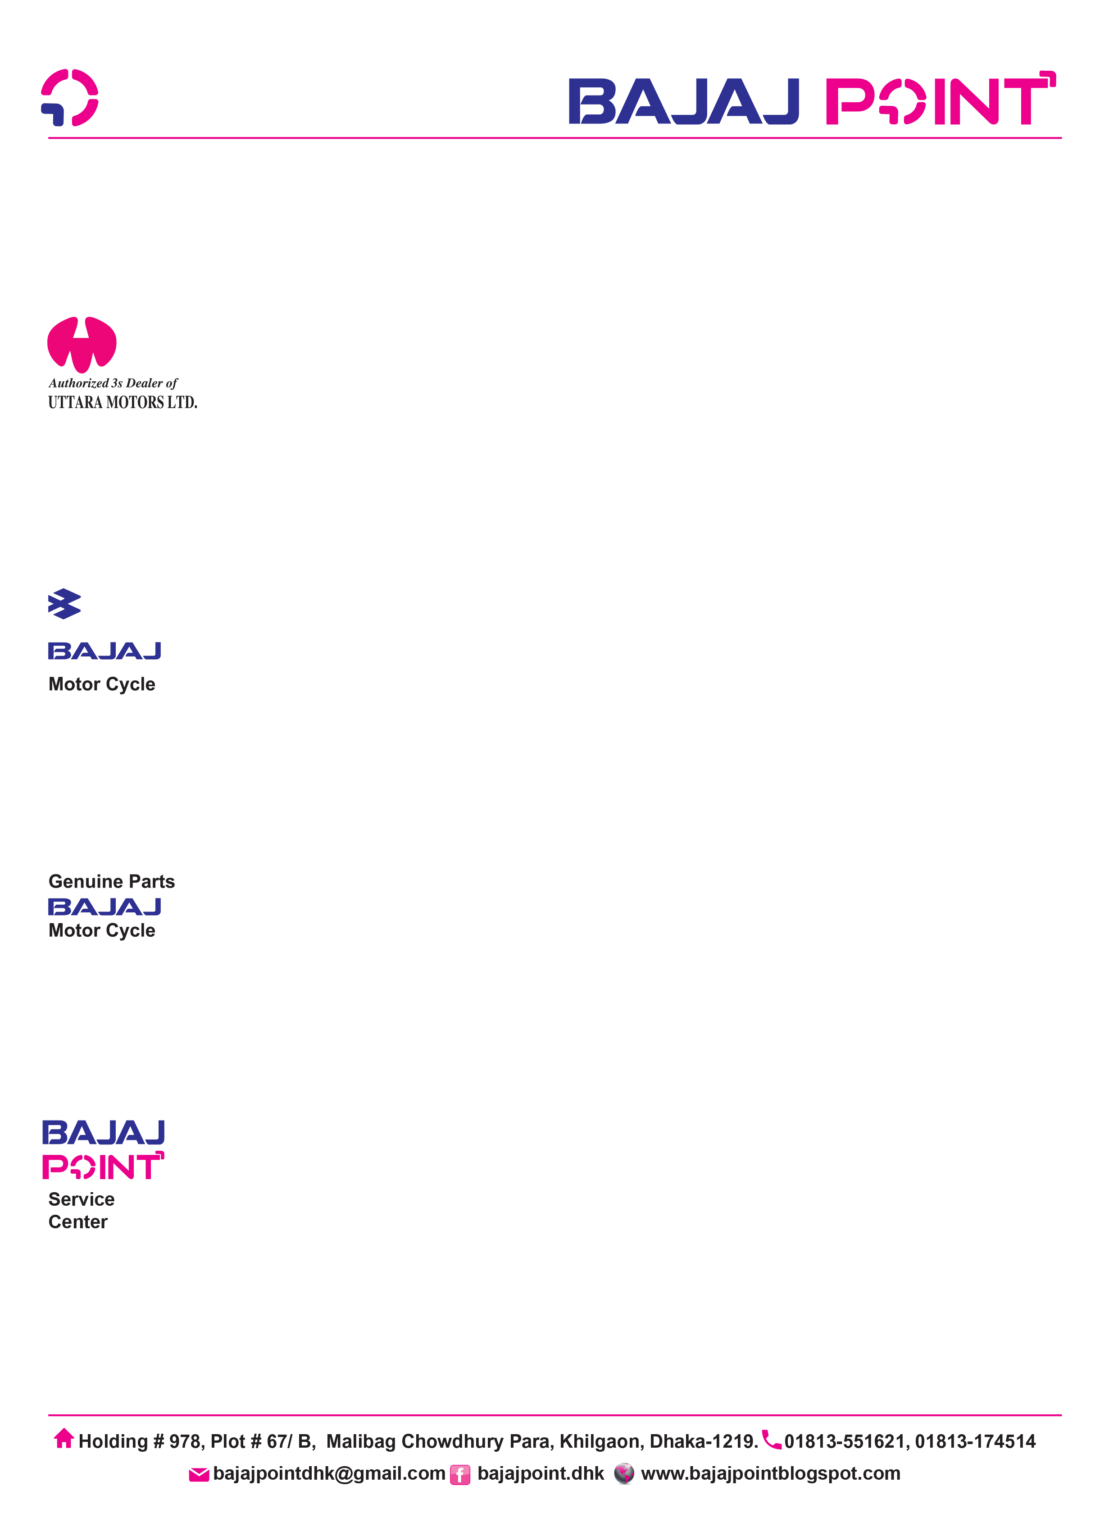 BAJAJ POINT
Authorized 3s Dealer of
UTTARA MOTORS LTD.
BAJAJ
Motor Cycle
Genuine Parts
BAJAJ
Motor Cycle
BAJAJ
POINT
Service
Center
Holding # 978, Plot # 67/ B, Malibag Chowdhury Para, Khilgaon, Dhaka-1219. 01813-551621, 01813-174514
bajajpointdhk@gmail.com f bajajpoint.dhk www.bajajpointblogspot.com